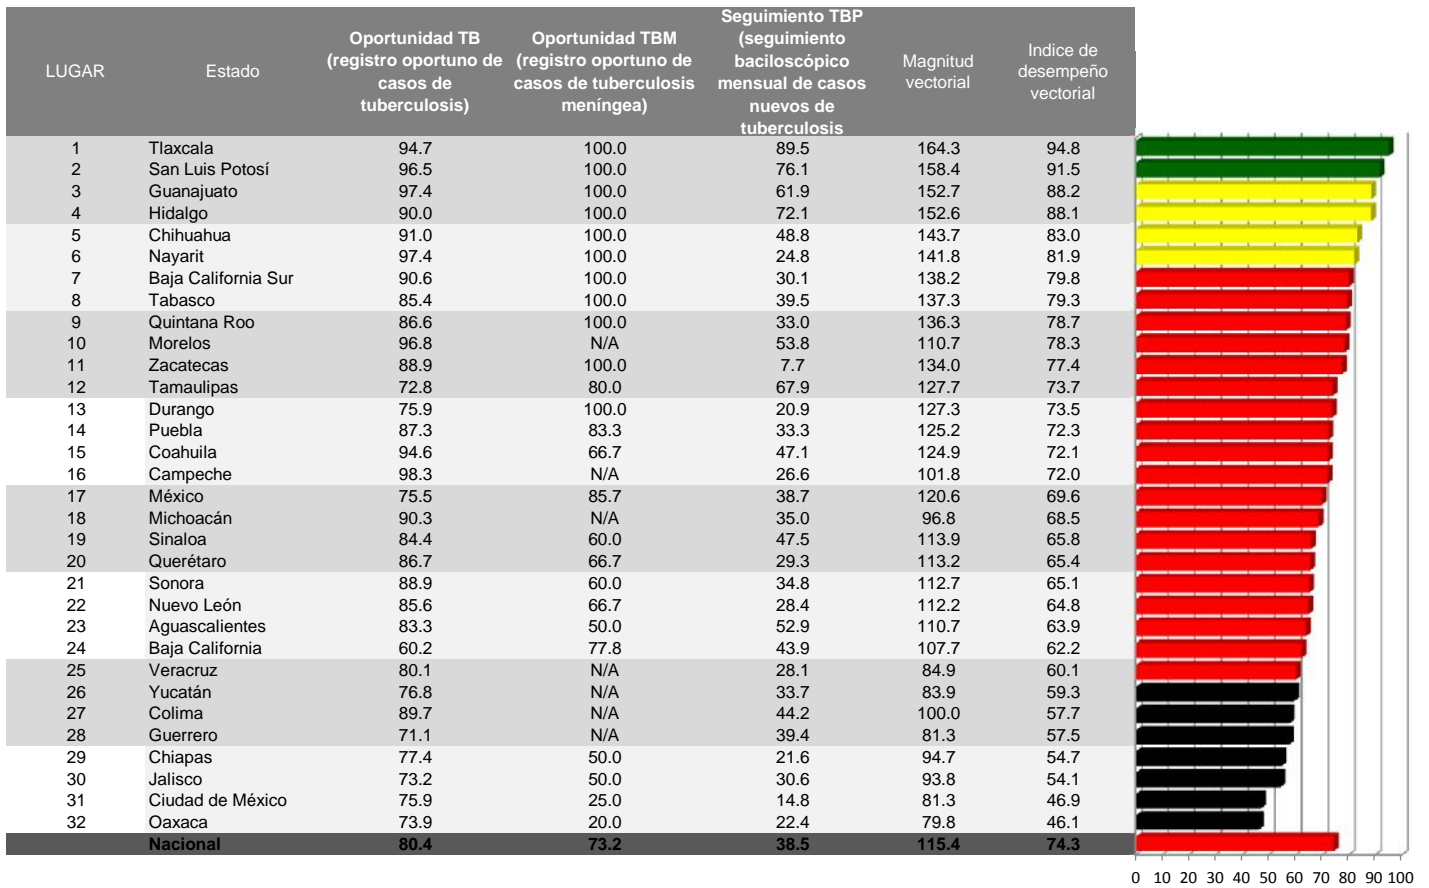 LUGAR Estado Oportunidad TB (registro oportuno de casos de tuberculosis) Oportunidad TBM (registro oportuno de casos de tuberculosis meníngea) Seguimiento TBP (seguimiento baciloscópico mensual de casos nuevos de tuberculosis Magnitud vectorial Indice de desempeño vectorial
1 Tlaxcala 94.7 100.0 89.5 164.3 94.8
2 San Luis Potosí 96.5 100.0 76.1 158.4 91.5
3 Guanajuato 97.4 100.0 61.9 152.7 88.2
4 Hidalgo 90.0 100.0 72.1 152.6 88.1
5 Chihuahua 91.0 100.0 48.8 143.7 83.0
6 Nayarit 97.4 100.0 24.8 141.8 81.9
7 Baja California Sur 90.6 100.0 30.1 138.2 79.8
8 Tabasco 85.4 100.0 39.5 137.3 79.3
9 Quintana Roo 86.6 100.0 33.0 136.3 78.7
10 Morelos 96.8 N/A 53.8 110.7 78.3
11 Zacatecas 88.9 100.0 7.7 134.0 77.4
12 Tamaulipas 72.8 80.0 67.9 127.7 73.7
13 Durango 75.9 100.0 20.9 127.3 73.5
14 Puebla 87.3 83.3 33.3 125.2 72.3
15 Coahuila 94.6 66.7 47.1 124.9 72.1
16 Campeche 98.3 N/A 26.6 101.8 72.0
17 México 75.5 85.7 38.7 120.6 69.6
18 Michoacán 90.3 N/A 35.0 96.8 68.5
19 Sinaloa 84.4 60.0 47.5 113.9 65.8
20 Querétaro 86.7 66.7 29.3 113.2 65.4
21 Sonora 88.9 60.0 34.8 112.7 65.1
22 Nuevo León 85.6 66.7 28.4 112.2 64.8
23 Aguascalientes 83.3 50.0 52.9 110.7 63.9
24 Baja California 60.2 77.8 43.9 107.7 62.2
25 Veracruz 80.1 N/A 28.1 84.9 60.1
26 Yucatán 76.8 N/A 33.7 83.9 59.3
27 Colima 89.7 N/A 44.2 100.0 57.7
28 Guerrero 71.1 N/A 39.4 81.3 57.5
29 Chiapas 77.4 50.0 21.6 94.7 54.7
30 Jalisco 73.2 50.0 30.6 93.8 54.1
31 Ciudad de México 75.9 25.0 14.8 81.3 46.9
32 Oaxaca 73.9 20.0 22.4 79.8 46.1
Nacional 80.4 73.2 38.5 115.4 74.3
0 10 20 30 40 50 60 70 80 90 100